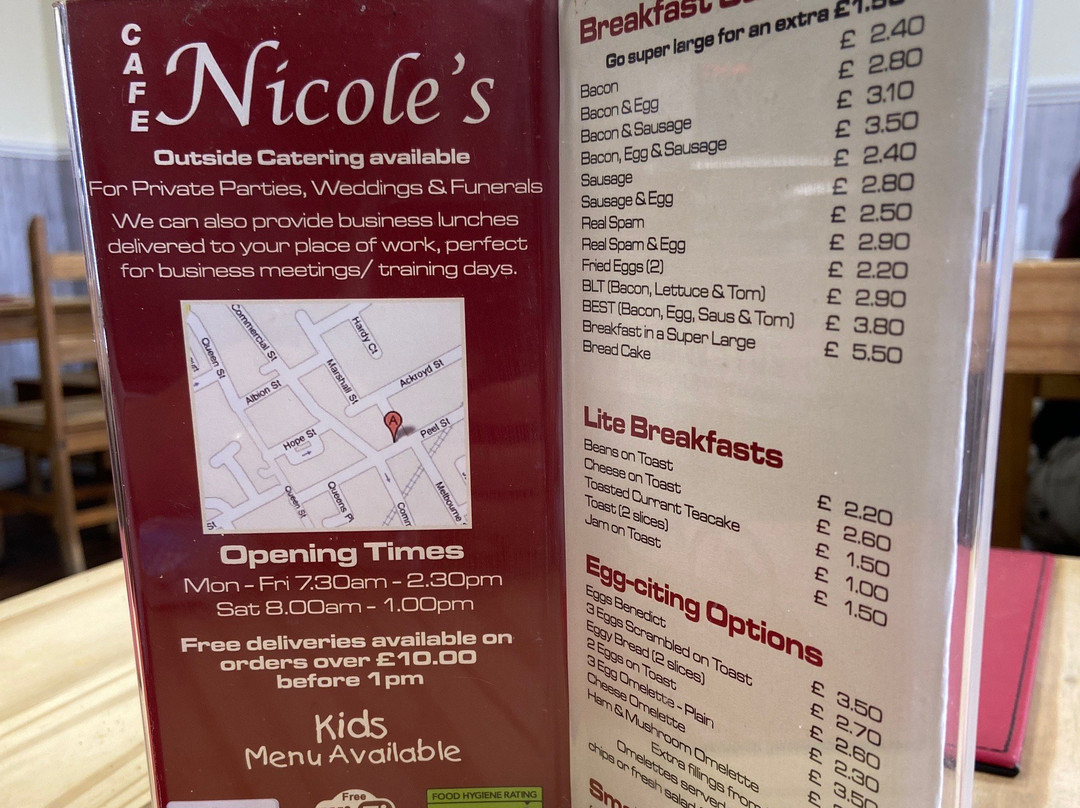 CAFE
Nicole's
Outside Catering available
For Private Parties, Weddings & Funerals
We can also provide business lunches
delivered to your place of work, perfect
for business meetings/ training days.
Commercial St
Hardy Ct
Queen St
Albion St
Marshall St
Ackroyd St
A
Hope St
Peel St
Queen St
Queens Pl
Comm
Melbourne
Opening Times
Mon - Fri 7.30am - 2.30pm
Sat 8.00am - 1.00pm
Free deliveries available on
orders over £10.00
before 1pm
Kids
Menu Available
Free
FOOD HYGIENE RATING
Breakfast
Go super large for an extra £1.50
Bacon £ 2.40
Bacon & Egg £ 2.80
Bacon & Sausage £ 3.10
Bacon, Egg & Sausage £ 3.50
Sausage £ 2.40
Sausage & Egg £ 2.80
Real Spam £ 2.50
Real Spam & Egg £ 2.90
Fried Eggs (2) £ 2.20
BLT (Bacon, Lettuce & Tom) £ 2.90
BEST (Bacon, Egg, Saus & Tom) £ 3.80
Breakfast in a Super Large £ 5.50
Bread Cake
Lite Breakfasts
Beans on Toast £ 2.20
Cheese on Toast £ 2.60
Toasted Currant Teacake £ 1.50
Toast (2 slices) £ 1.00
Jam on Toast £ 1.50
Egg-citing Options
Eggs Benedict £ 3.50
3 Eggs Scrambled on Toast £ 2.70
Eggy Bread (2 slices) £ 2.60
2 Eggs on Toast £ 2.30
3 Egg Omelette - Plain £ 3.50
Cheese Omelette
Ham & Mushroom Omelette
Extra fillings from
Omelettes served
chips or fresh salad